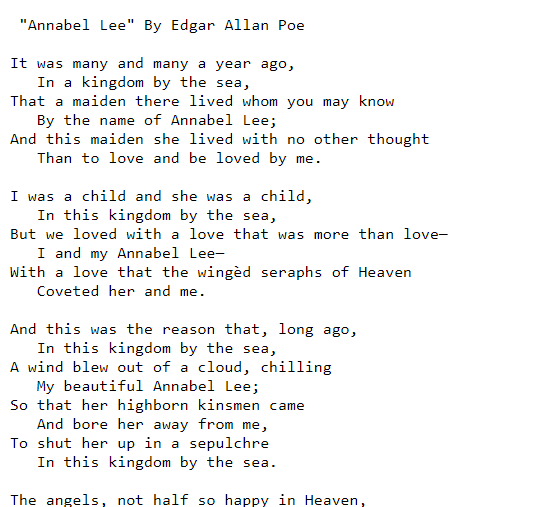 "Annabel Lee" By Edgar Allan Poe

It was many and many a year ago,
   In a kingdom by the sea,
That a maiden there lived whom you may know
   By the name of Annabel Lee;
And this maiden she lived with no other thought
   Than to love and be loved by me.

I was a child and she was a child,
   In this kingdom by the sea,
But we loved with a love that was more than love—
   I and my Annabel Lee—
With a love that the wingèd seraphs of Heaven
   Coveted her and me.

And this was the reason that, long ago,
   In this kingdom by the sea,
A wind blew out of a cloud, chilling
   My beautiful Annabel Lee;
So that her highborn kinsmen came
   And bore her away from me,
To shut her up in a sepulchre
   In this kingdom by the sea.

The angels, not half so happy in Heaven,